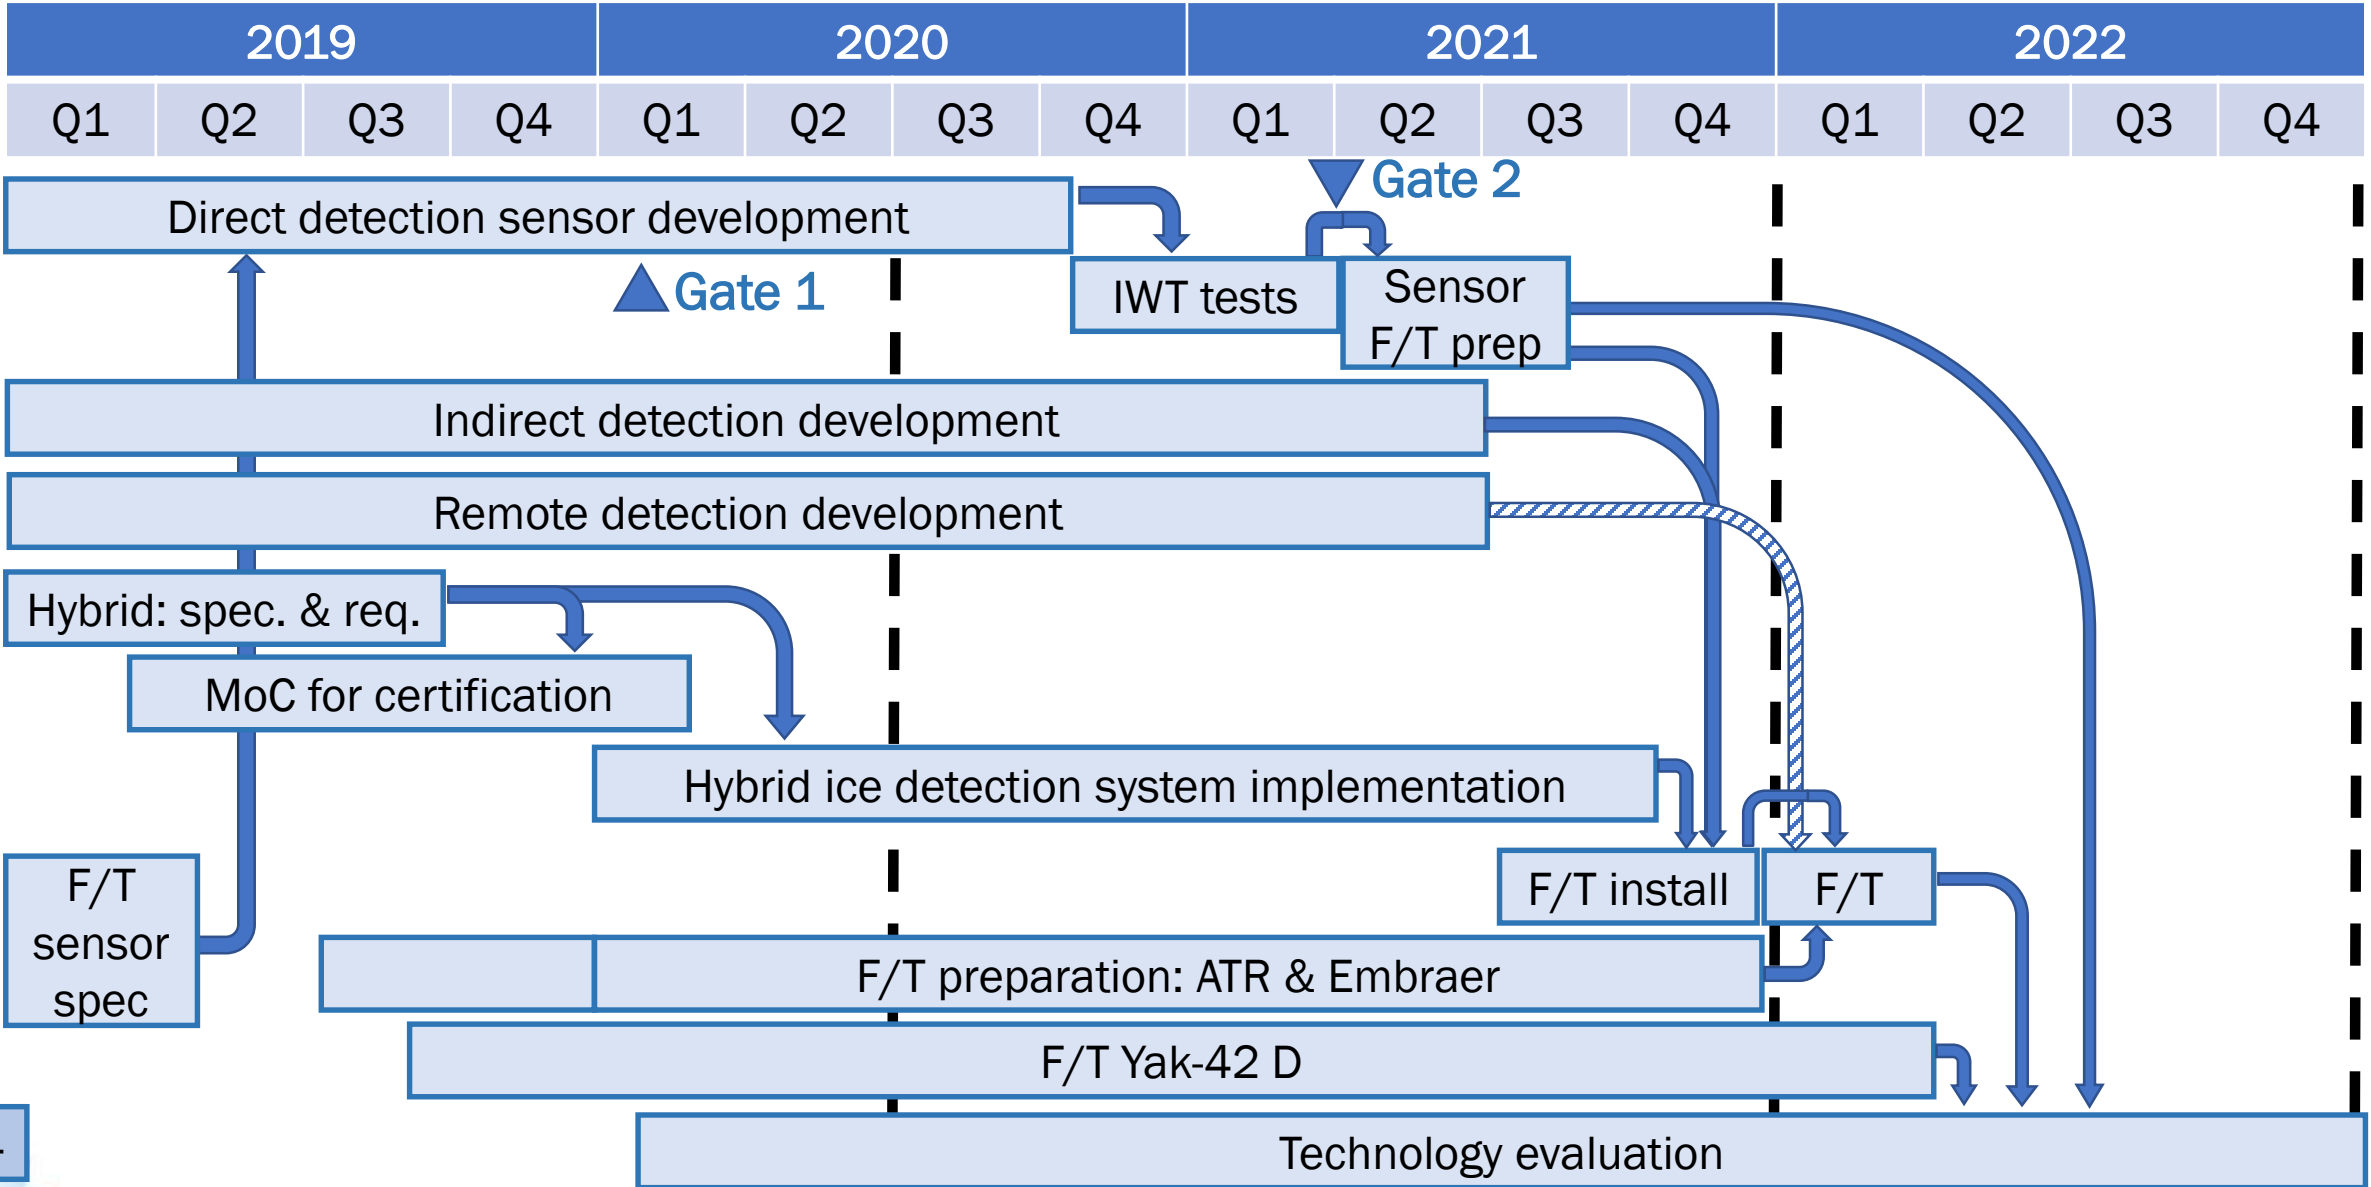 2019 2020 2021 2022
Q1 Q2 Q3 Q4 Q1 Q2 Q3 Q4 Q1 Q2 Q3 Q4 Q1 Q2 Q3 Q4
Gate 2
Direct detection sensor development
Gate 1
IWT tests
Sensor
F/T prep
Indirect detection development
Remote detection development
Hybrid: spec. & req.
MoC for certification
Hybrid ice detection system implementation
F/T
sensor
spec
F/T install
F/T
F/T preparation: ATR & Embraer
F/T Yak-42 D
Technology evaluation